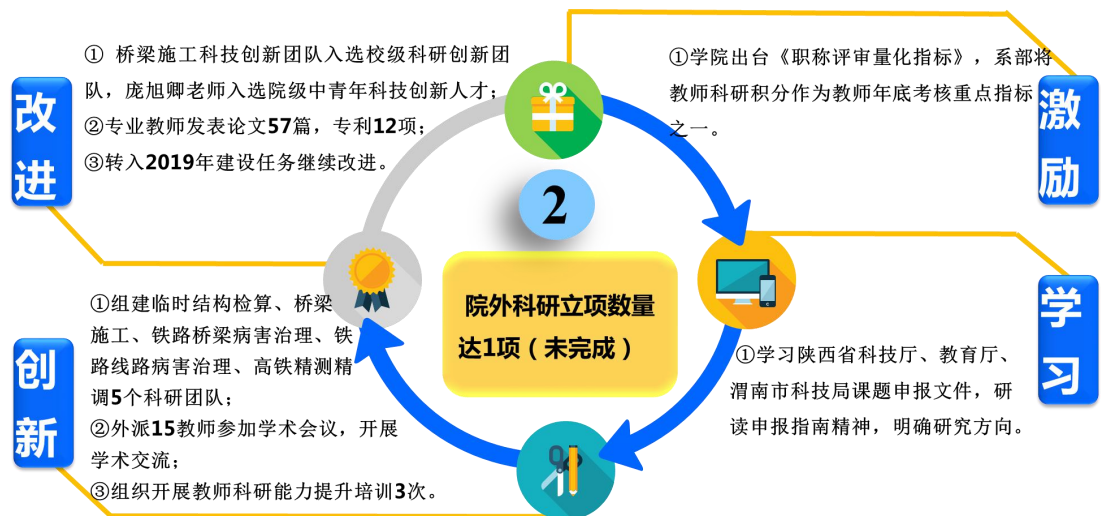 改进
① 桥梁施工科技创新团队入选校级科研创新团
队，庞旭卿老师入选院级中青年科技创新人才；
②专业教师发表论文57篇，专利12项；
③转入2019年建设任务继续改进。
①学院出台《职称评审量化指标》，系部将
教师科研积分作为教师年底考核重点指标
之一。
激励
2
院外科研立项数量
达1项（未完成）
创新
①组建临时结构检算、桥梁
施工、铁路桥梁病害治理、铁
路线路病害治理、高铁精测精
调5个科研团队；
②外派15教师参加学术会议，开展
学术交流；
③组织开展教师科研能力提升培训3次。
①学习陕西省科技厅、教育厅、
渭南市科技局课题申报文件，研
读申报指南精神，明确研究方向。
学习